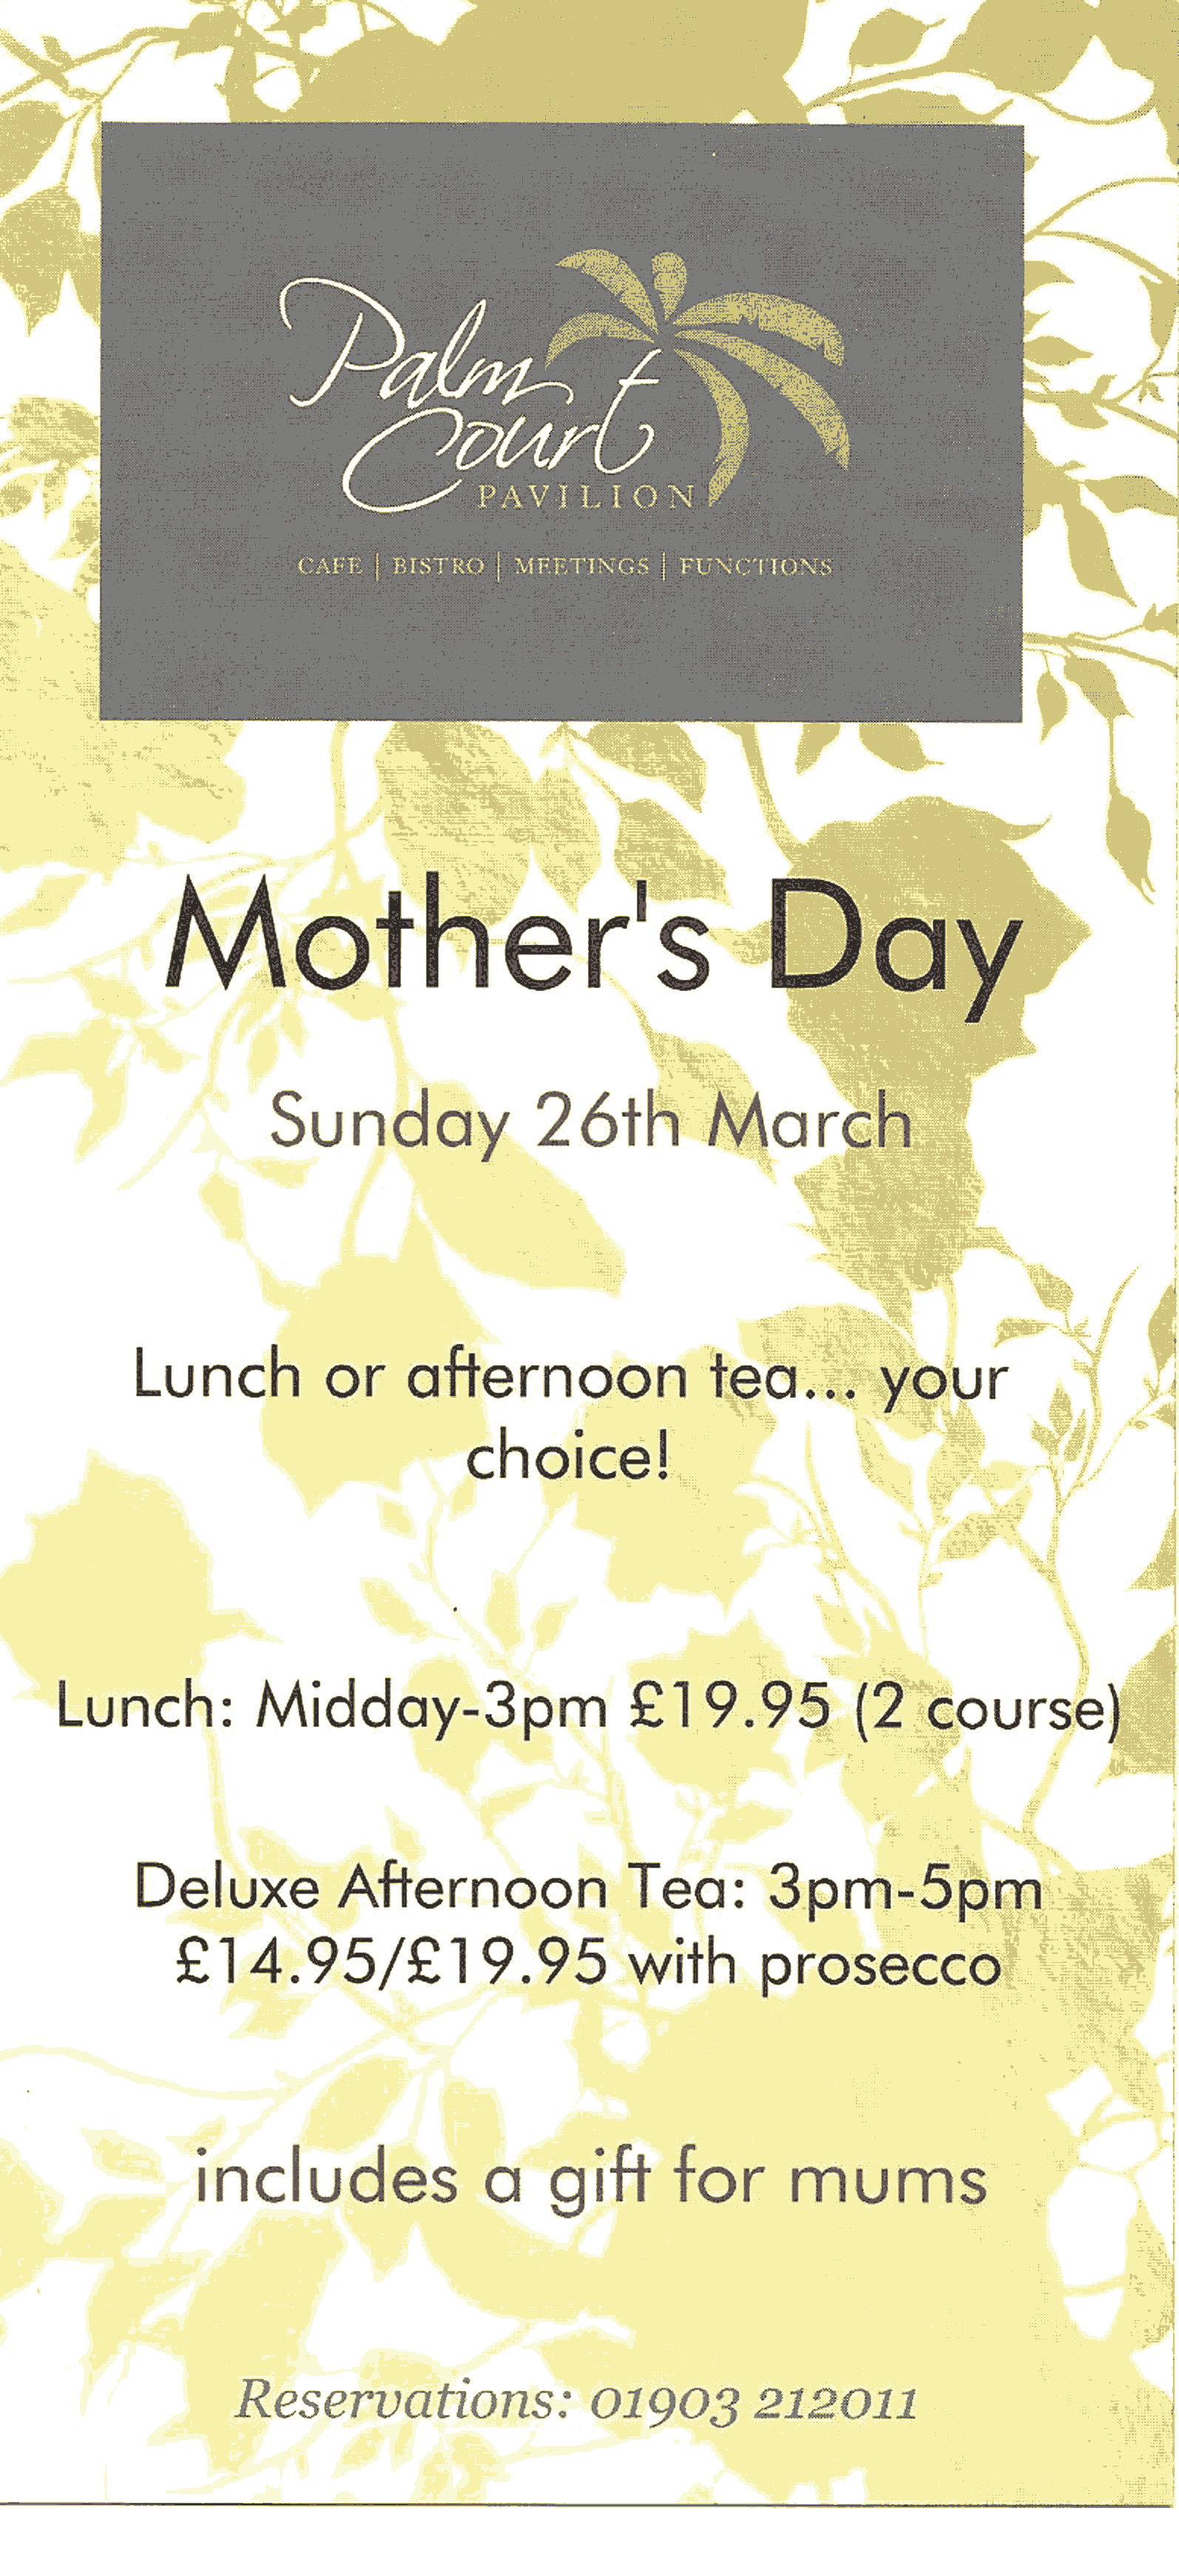 Palm
Court
PAVILION
CAFE | BISTRO | MEETINGS | FUNCTIONS
Mother's Day
Sunday 26th March
Lunch or afternoon tea... your
choice!
Lunch: Midday-3pm £19.95 (2 course)
Deluxe Afternoon Tea: 3pm-5pm
£14.95/£19.95 with prosecco
includes a gift for mums
Reservations: 01903 212011